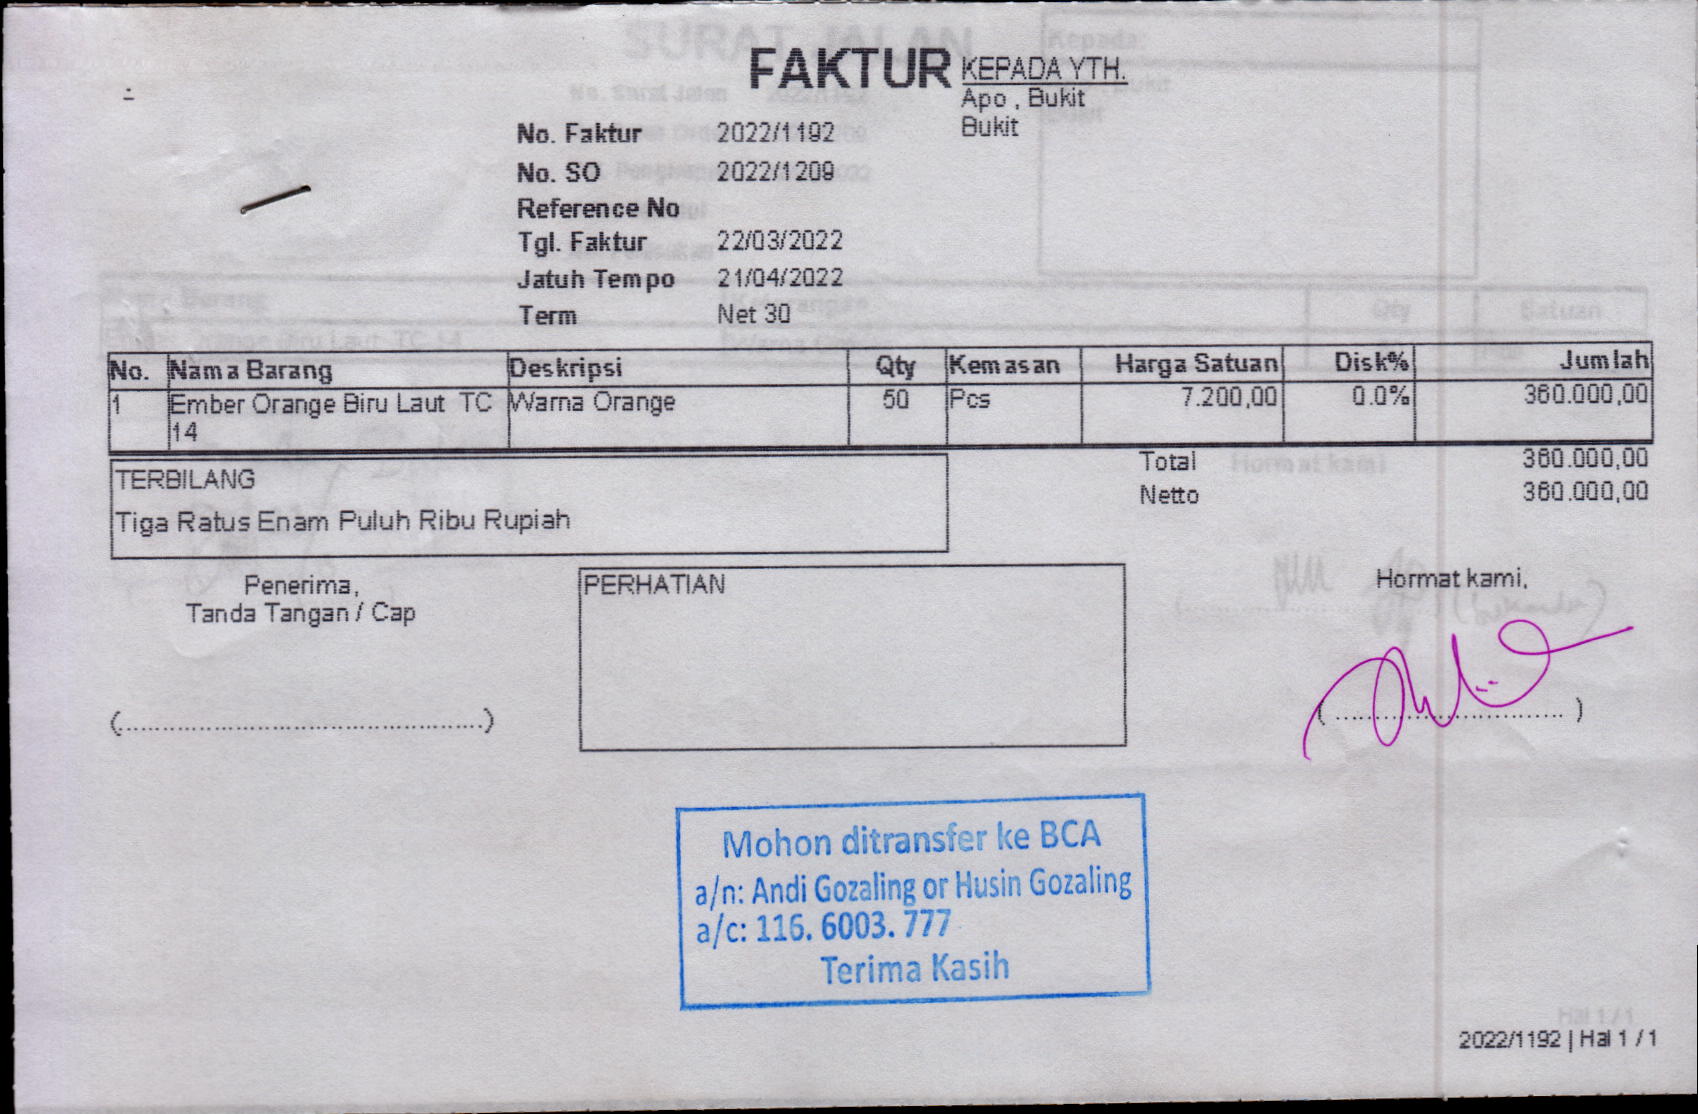 FAKTUR
KEPADA YTH.
Apo , Bukit
Bukit
No. Faktur 2022/1192
No. SO 2022/1209
Reference No
Tgl. Faktur 22/03/2022
Jatuh Tempo 21/04/2022
Term Net 30
No. Nama Barang Deskripsi Qty Kemasan Harga Satuan Disk% Jumlah
1 Ember Orange Biru Laut TC Warna Orange 50 Pcs 7.200,00 0.0% 360.000,00
14
Total 360.000,00
Netto 360.000,00
TERBILANG
Tiga Ratus Enam Puluh Ribu Rupiah
Penerima,
Tanda Tangan / Cap
(...............................................)
PERHATIAN
Hormat kami,
( ............................. )
Mohon ditransfer ke BCA
a/n: Andi Gozaling or Husin Gozaling
a/c: 116. 6003. 777
Terima Kasih
2022/1192 | Hal 1 / 1